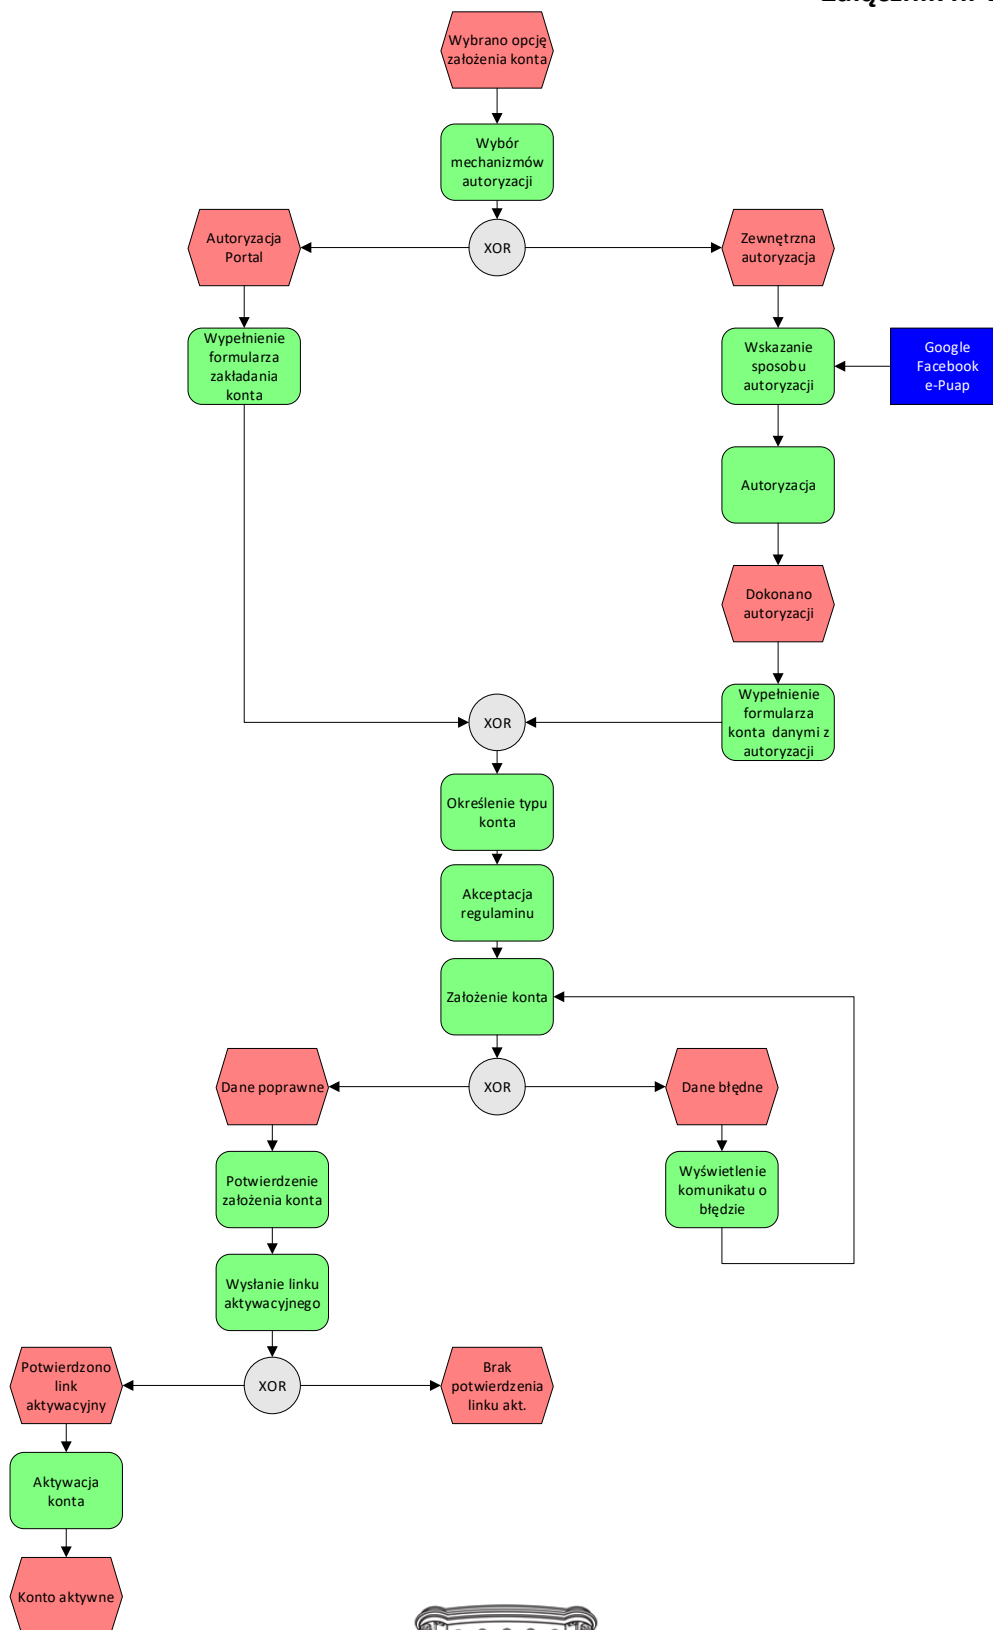 Wybrano opcję
założenia konta
Wybór
mechanizmów
autoryzacji
XOR
Autoryzacja
Portal
Zewnętrzna
autoryzacja
Wypełnienie
formularza
zakładania
konta
Wskazanie
sposobu
autoryzacji
Google
Facebook
e-Puap
Autoryzacja
Dokonano
autoryzacji
Wypełnienie
formularza
konta danymi z
autoryzacji
XOR
Określenie typu
konta
Akceptacja
regulaminu
Założenie konta
XOR
Dane poprawne
Dane błędne
Potwierdzenie
założenia konta
Wyświetlenie
komunikatu o
błędzie
Wysłanie linku
aktywacyjnego
XOR
Potwierdzono
link
aktywacyjny
Brak
potwierdzenia
linku akt.
Aktywacja
konta
Konto aktywne